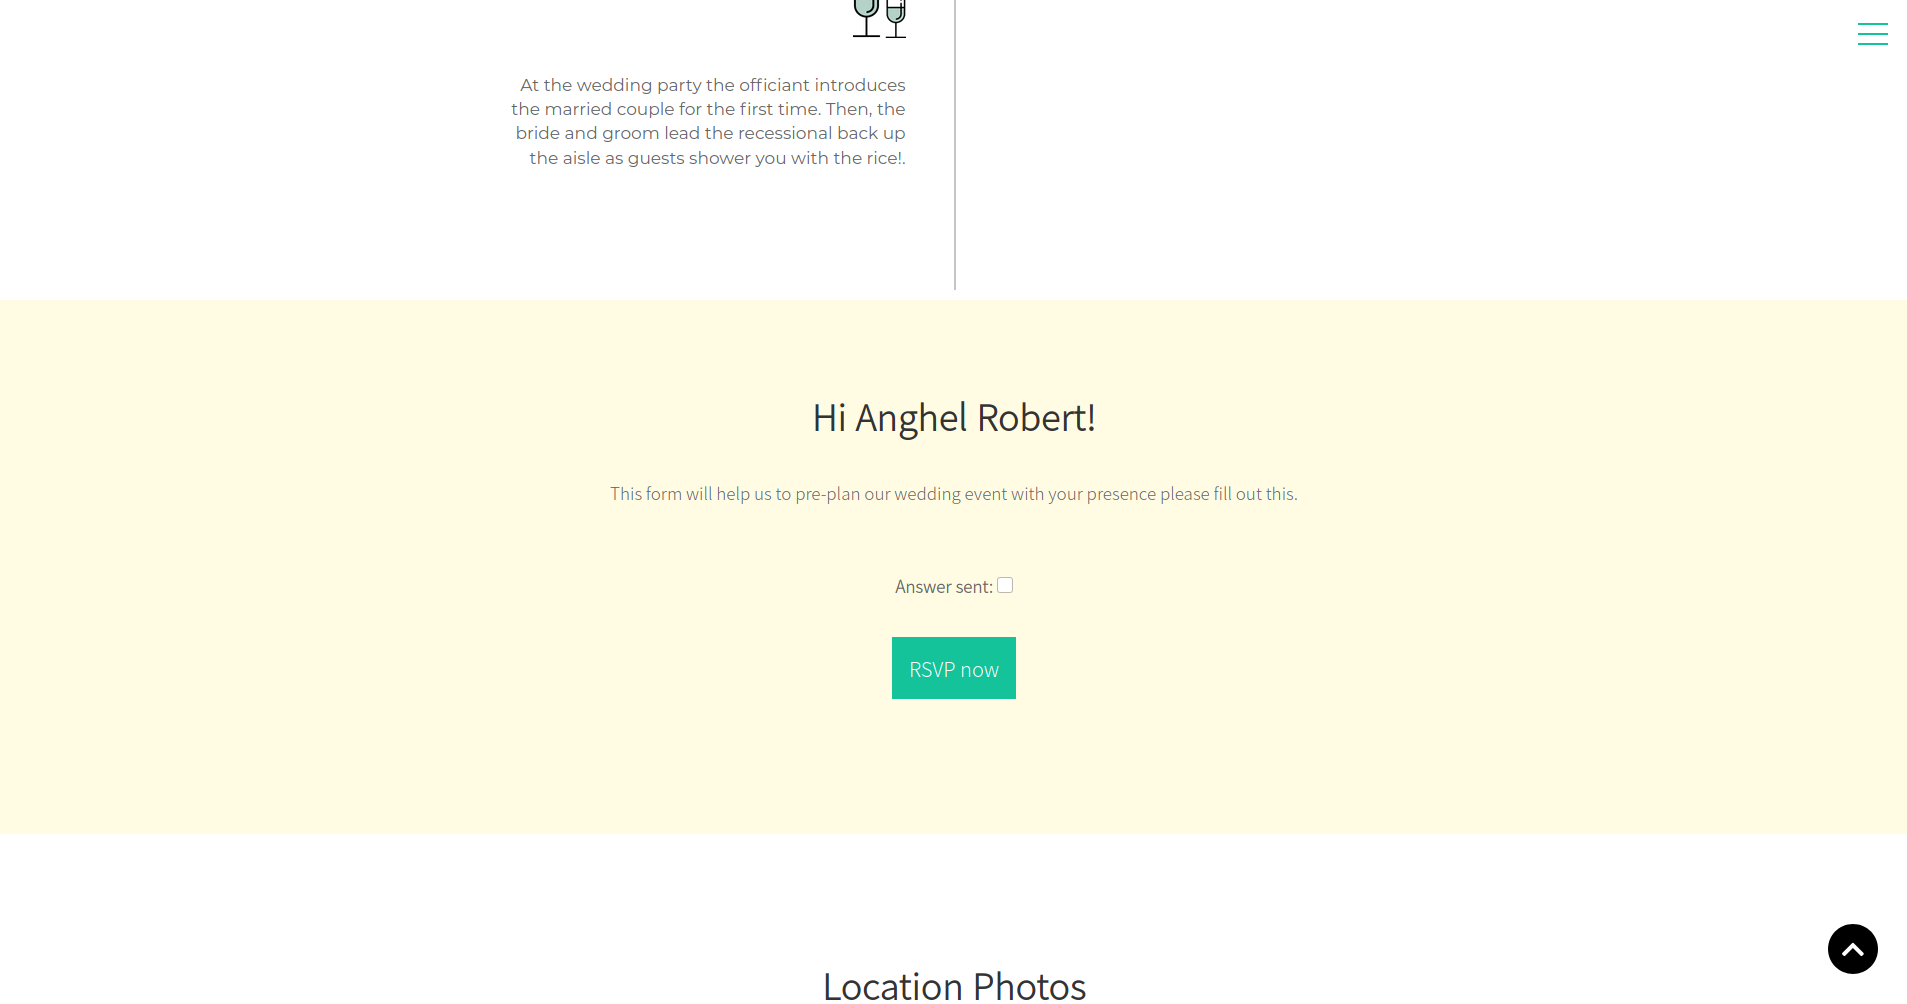 At the wedding party the officiant introduces
the married couple for the first time. Then, the
bride and groom lead the recessional back up
the aisle as guests shower you with the rice!.
Hi Anghel Robert!
This form will help us to pre-plan our wedding event with your presence please fill out this.
Answer sent:
RSVP now
Location Photos